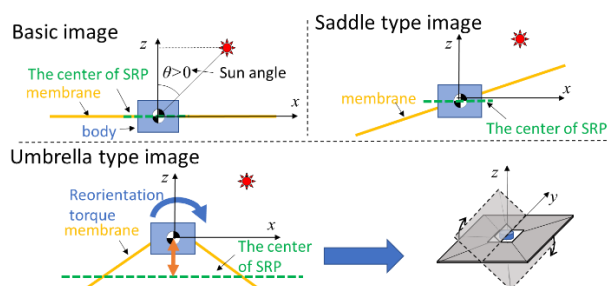 Basic image
z
θ>0
Sun angle
The center of SRP
membrane
x
body
Saddle type image
z
membrane
x
The center of SRP
Umbrella type image
z
Reorientation
torque
membrane
x
The center
of SRP
z
y